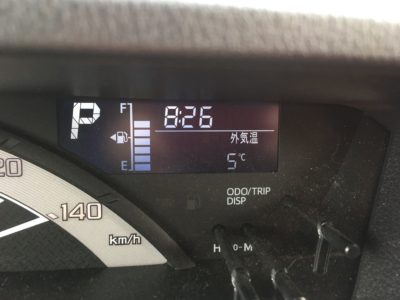 P
F
8:26
外気温
E
5℃
20
140
km/h
ODO/TRIP
DISP
H 0-M